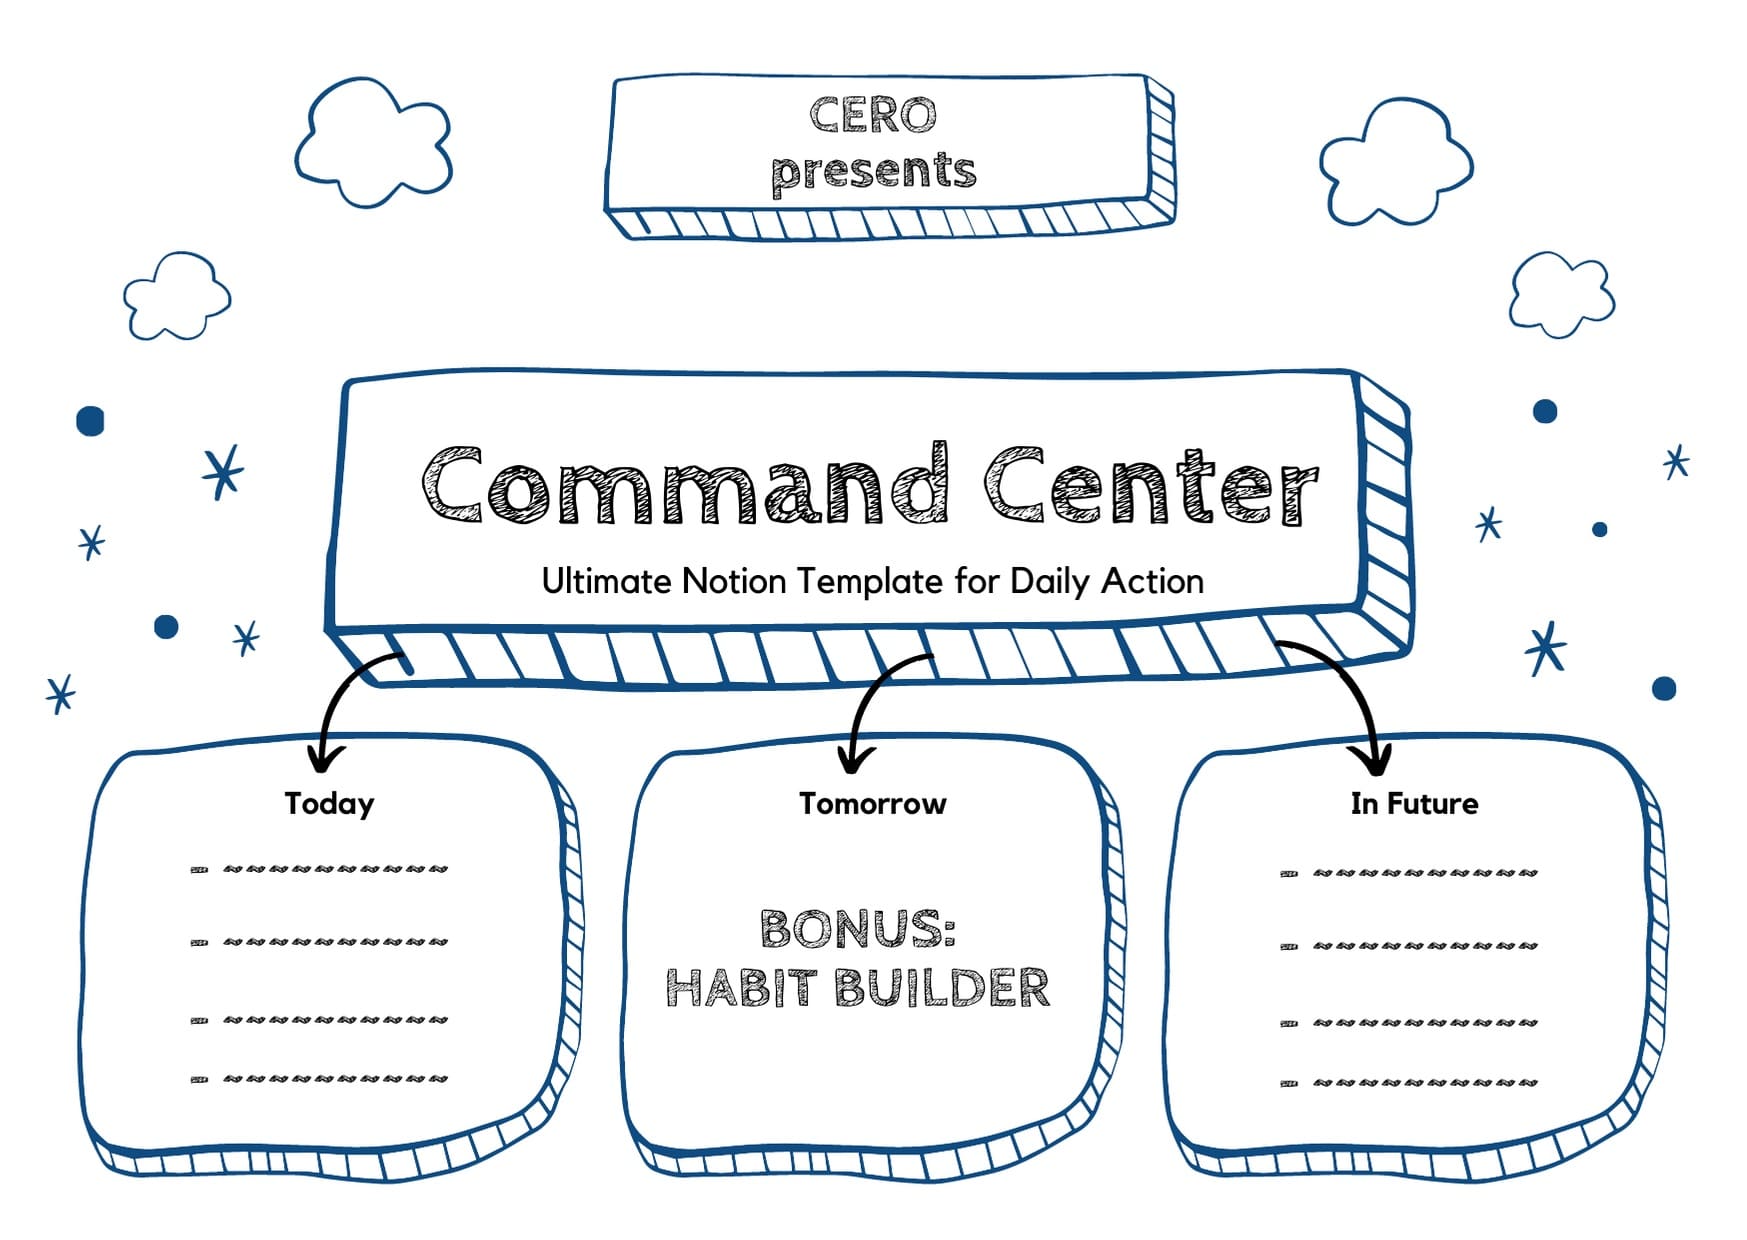 CERO
presents
Command Center
Ultimate Notion Template for Daily Action
Today
Tomorrow
BONUS:
HABIT BUILDER
In Future